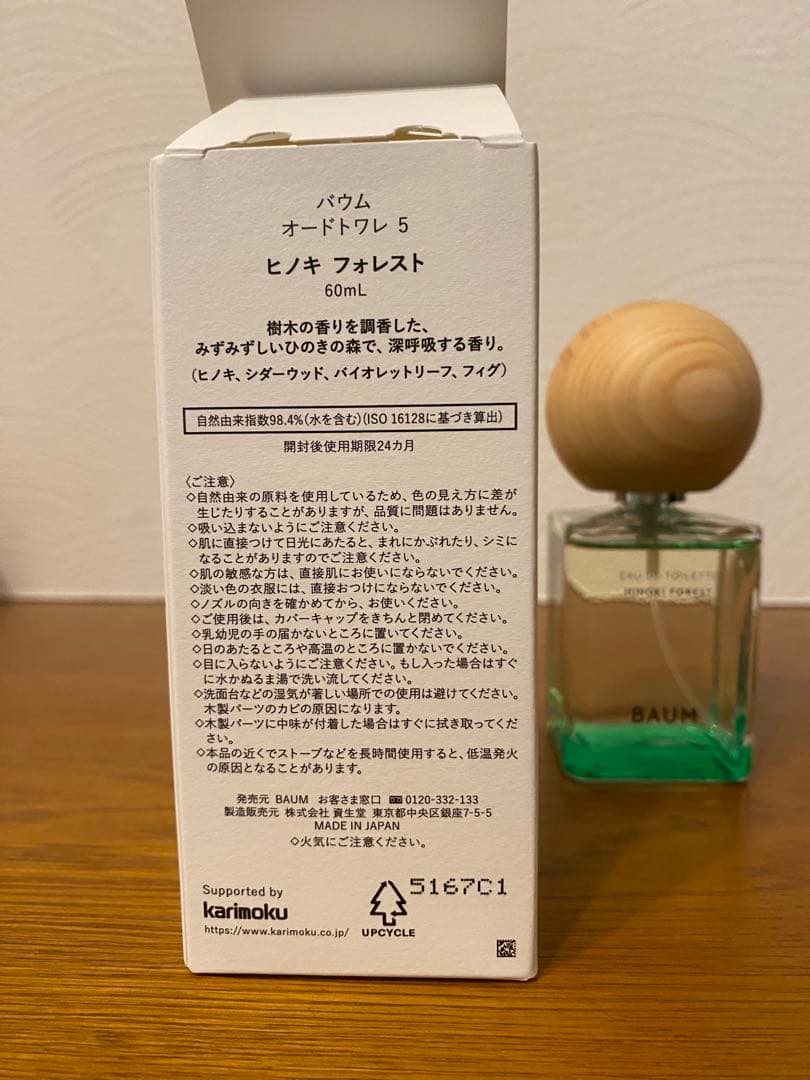 バウム
オードトワレ 5
ヒノキ フォレスト
60mL
樹木の香りを調香した、
みずみずしいひのきの森で、深呼吸する香り。
(ヒノキ、シダーウッド、バイオレットリーフ、フィグ)
自然由来指数98.4%(水を含む)(ISO 16128に基づき算出)
開封後使用期限24カ月
〈ご注意〉
◇自然由来の原料を使用しているため、色の見え方に差が
生じたりすることがありますが、品質に問題はありません。
◇吸い込まないようにご注意ください。
◇肌に直接つけて日光にあたると、まれにかぶれたり、シミに
なることがありますのでご注意ください。
◇肌の敏感な方は、直接肌にお使いにならないでください。
◇淡い色の衣服には、直接おつけにならないでください。
◇ノズルの向きを確かめてから、お使いください。
◇ご使用後は、カバーキャップをきちんと閉めてください。
◇乳幼児の手の届かないところに置いてください。
◇日のあたるところや高温のところに置かないでください。
◇目に入らないようにご注意ください。もし入った場合はすぐ
に水かぬるま湯で洗い流してください。
◇洗面台などの湿気が著しい場所での使用は避けてください。
木製パーツのカビの原因になります。
◇木製パーツに中味が付着した場合はすぐに拭き取ってくだ
さい。
◇本品の近くでストーブなどを長時間使用すると、低温発火
の原因となることがあります。
発売元 BAUM お客さま窓口 0120-332-133
製造販売元 株式会社 資生堂 東京都中央区銀座7-5-5
MADE IN JAPAN
◇火気にご注意ください。
Supported by
karimoku
https://www.karimoku.co.jp/
UPCYCLE
5167C1
EAU DE TOILETTE
HINOKI FOREST
BAUM